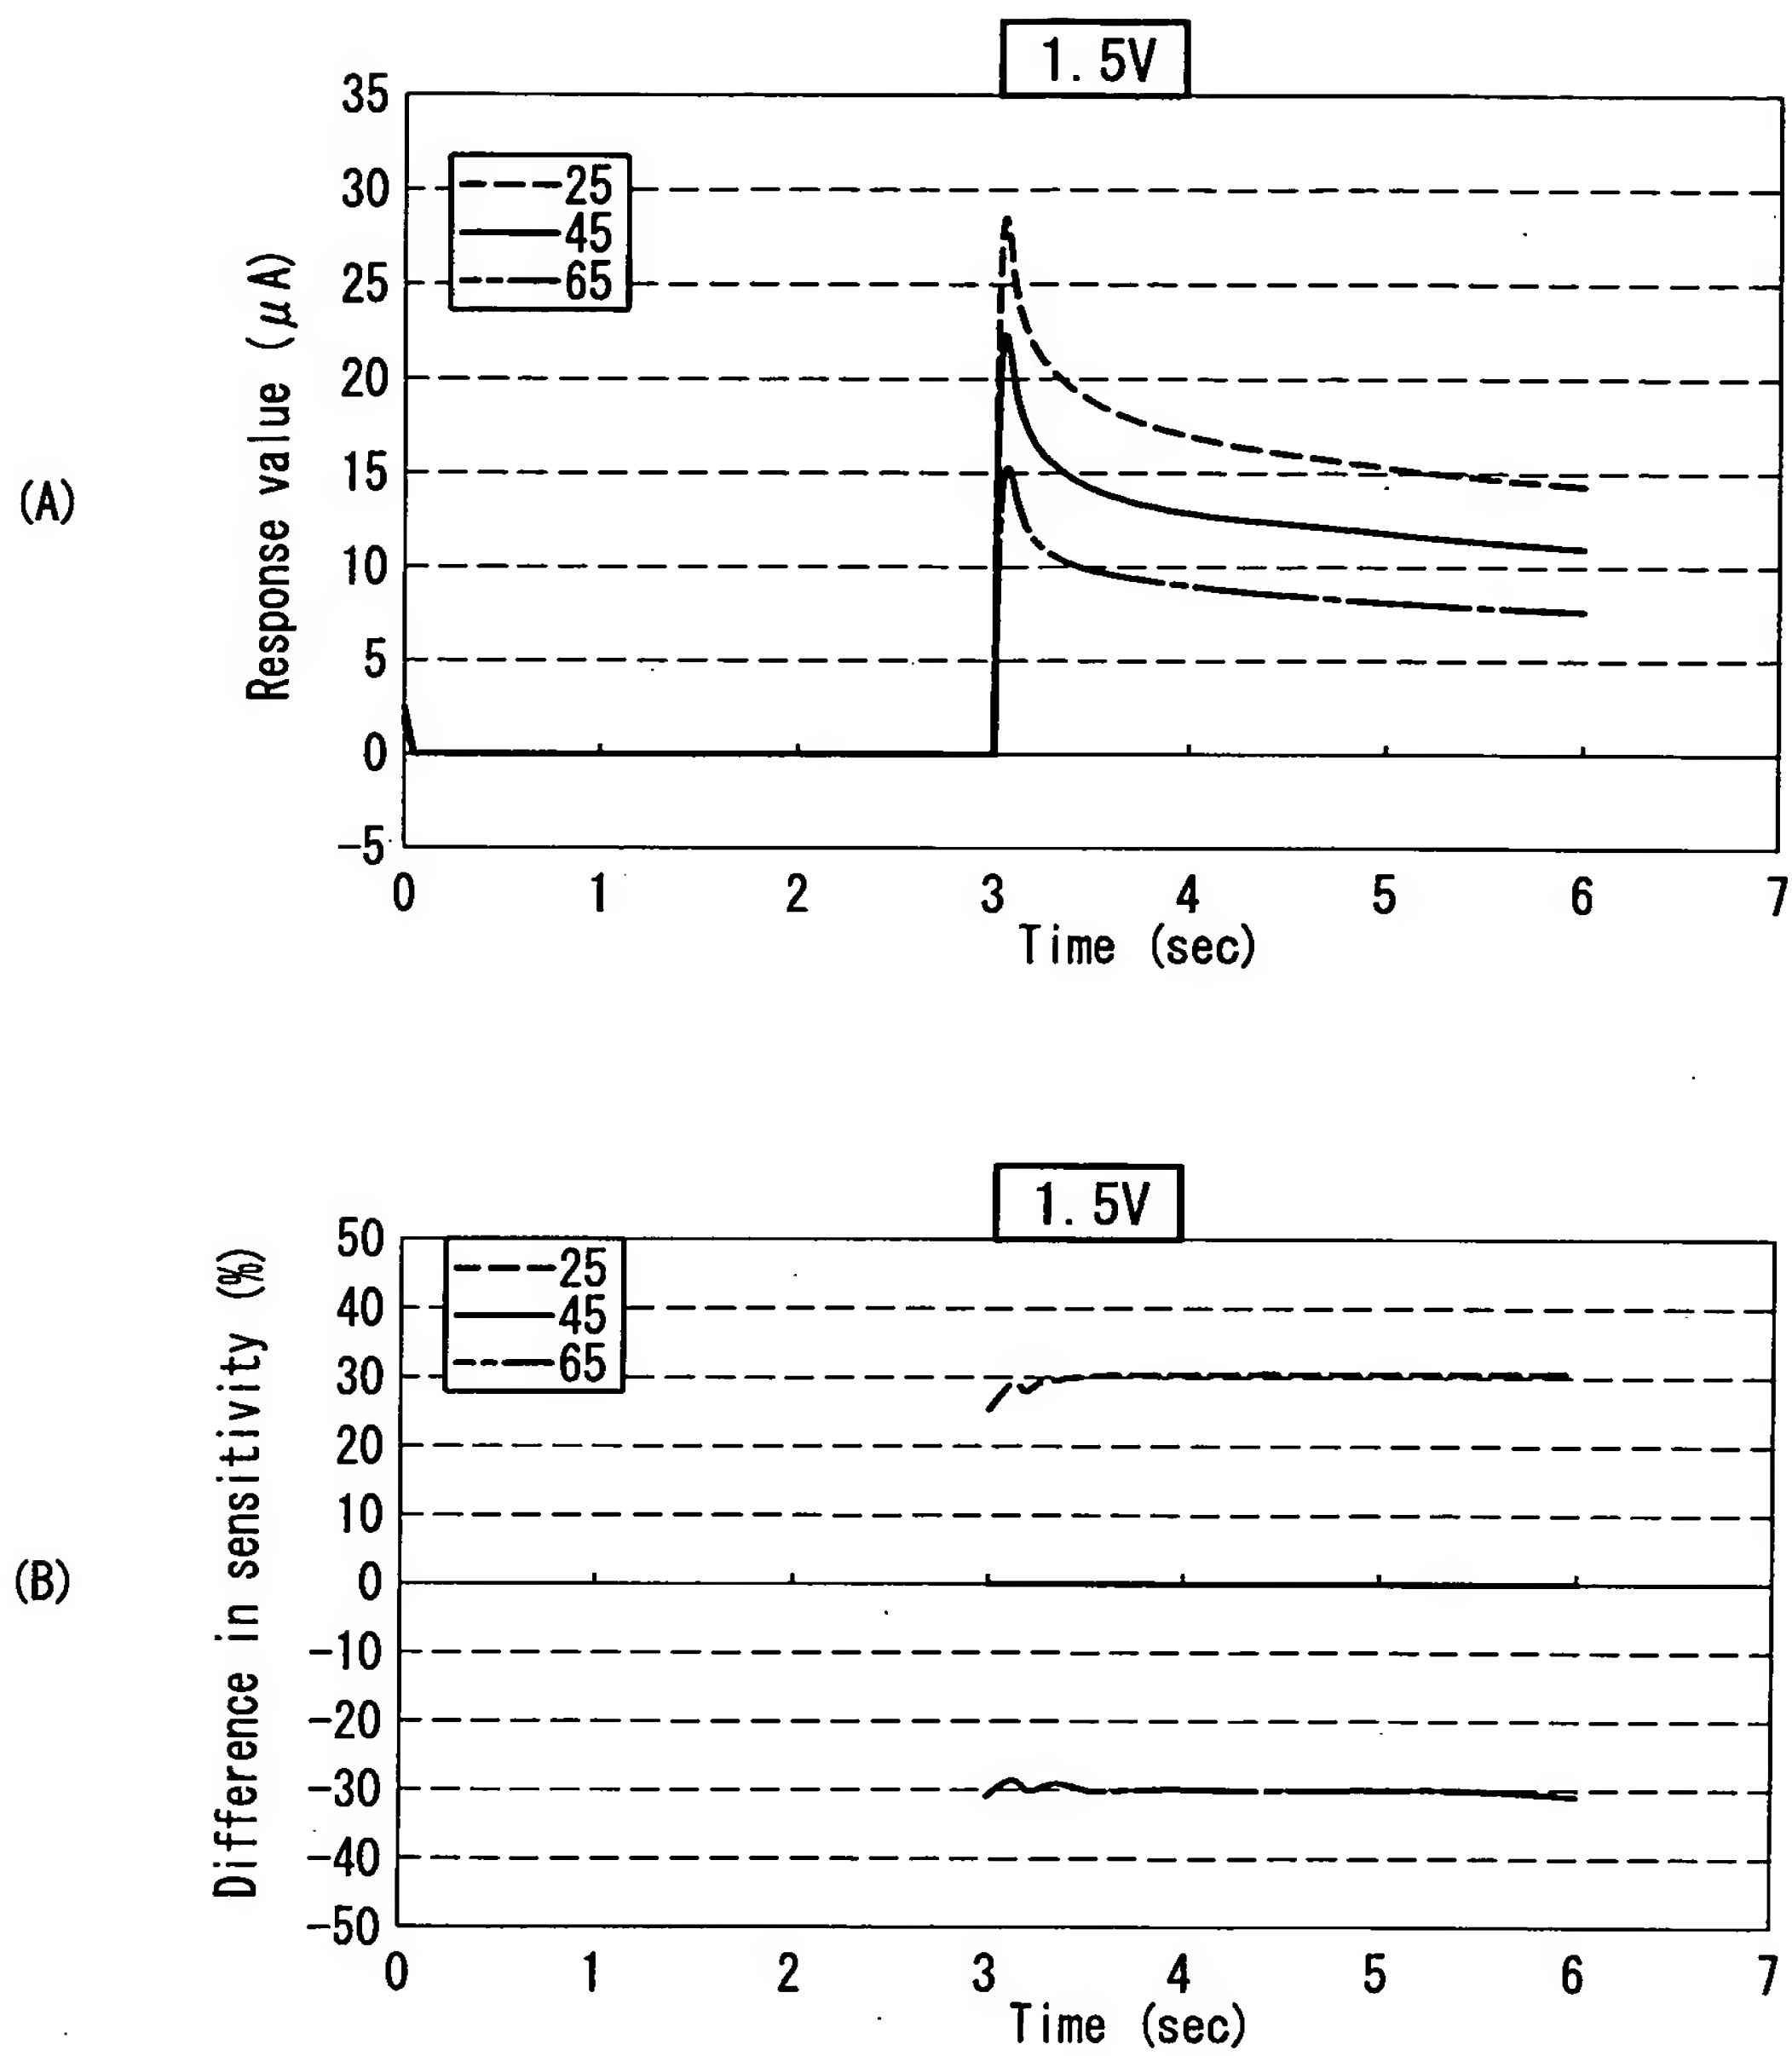 (A)
1.5V
Response value (μA)
35
30
25
20
15
10
5
0
-5
25
45
65
0 1 2 3 4 5 6 7
Time (sec)
(B)
1.5V
Difference in sensitivity (%)
50
40
30
20
10
0
-10
-20
-30
-40
-50
25
45
65
0 1 2 3 4 5 6 7
Time (sec)